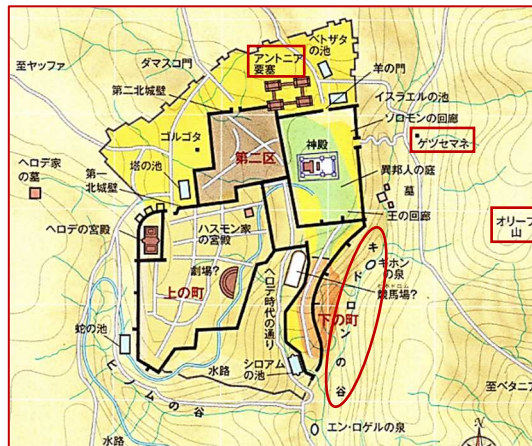 アントニア
要塞
ベトザタ
の池
ダマスコ門
至ヤッファ
羊の門
第二北城壁
イスラエルの池
ソロモンの回廊
ゴルゴタ
第二区
神殿
ゲツセマネ
塔の池
異邦人の庭
ヘロデ家
の墓
第一
北城壁
墓
王の回廊
オリーブ
山
ヘロデの宮殿
ハスモン家
の宮殿
キドロンの谷
ギホン
の泉
劇場?
上の町
競馬場?
下の町
ヘロデ時代の通り
蛇の池
シロアム
の池
水路
至ベタニア
ヒンノムの谷
エン・ロゲルの泉
水路
N